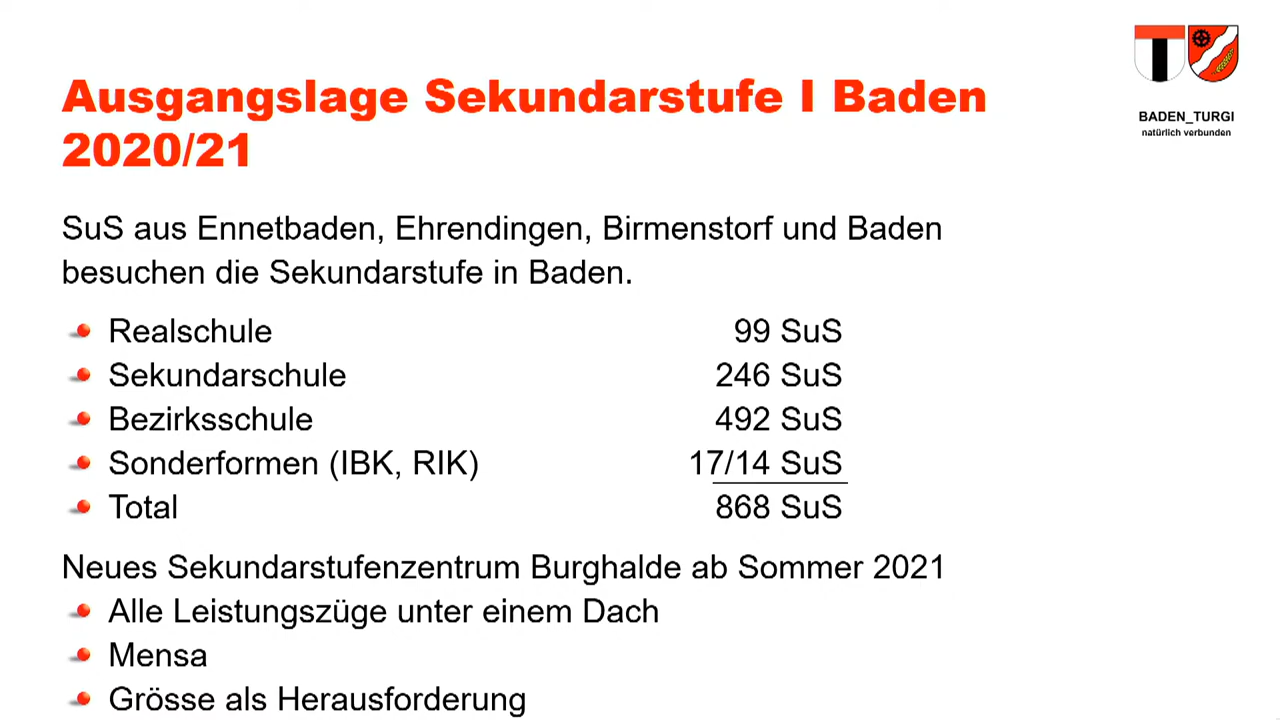 Ausgangslage Sekundarstufe I Baden
2020/21
BADEN_TURGI
natürlich verbunden
SuS aus Ennetbaden, Ehrendingen, Birmenstorf und Baden
besuchen die Sekundarstufe in Baden.
Realschule 99 SuS
Sekundarschule 246 SuS
Bezirksschule 492 SuS
Sonderformen (IBK, RIK) 17/14 SuS
Total 868 SuS
Neues Sekundarstufenzentrum Burghalde ab Sommer 2021
Alle Leistungszüge unter einem Dach
Mensa
Grösse als Herausforderung